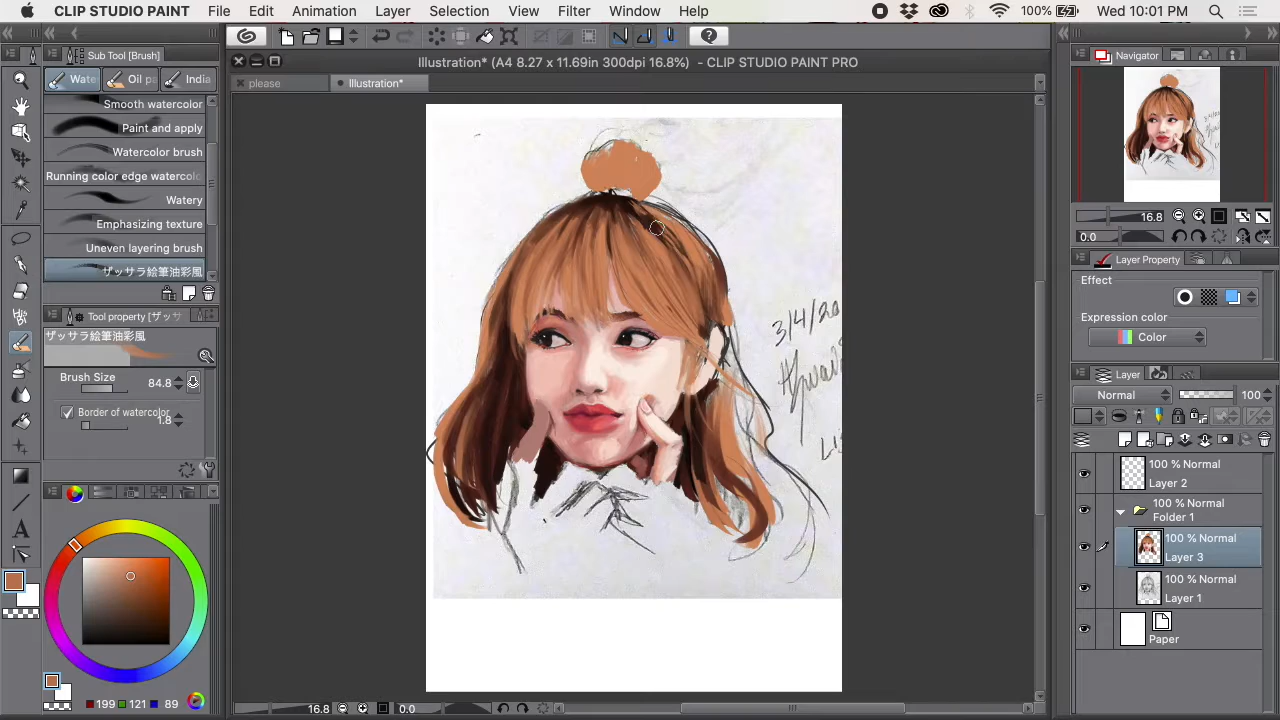 CLIP STUDIO PAINT File Edit Animation Layer Selection View Filter Window Help 100% Wed 10:01 PM
Illustration* (A4 8.27 x 11.69in 300dpi 16.8%) - CLIP STUDIO PAINT PRO
please Illustration*
Sub Tool [Brush]
Wate Oil p India
Smooth watercolor
Paint and apply
Watercolor brush
Running color edge watercolo
Watery
Emphasizing texture
Uneven layering brush
ザッサラ絵筆油彩風
Tool property [ザッサ
ザッサラ絵筆油彩風
Brush Size 84.8
Border of watercolor 1.8
199 121 89
3/4/20
16.8 0.0
Navigator
16.8
0.0
Layer Property
Effect
Expression color
Color
Layer
Normal 100
100 % Normal
Layer 2
100 % Normal
Folder 1
100 % Normal
Layer 3
100 % Normal
Layer 1
Paper